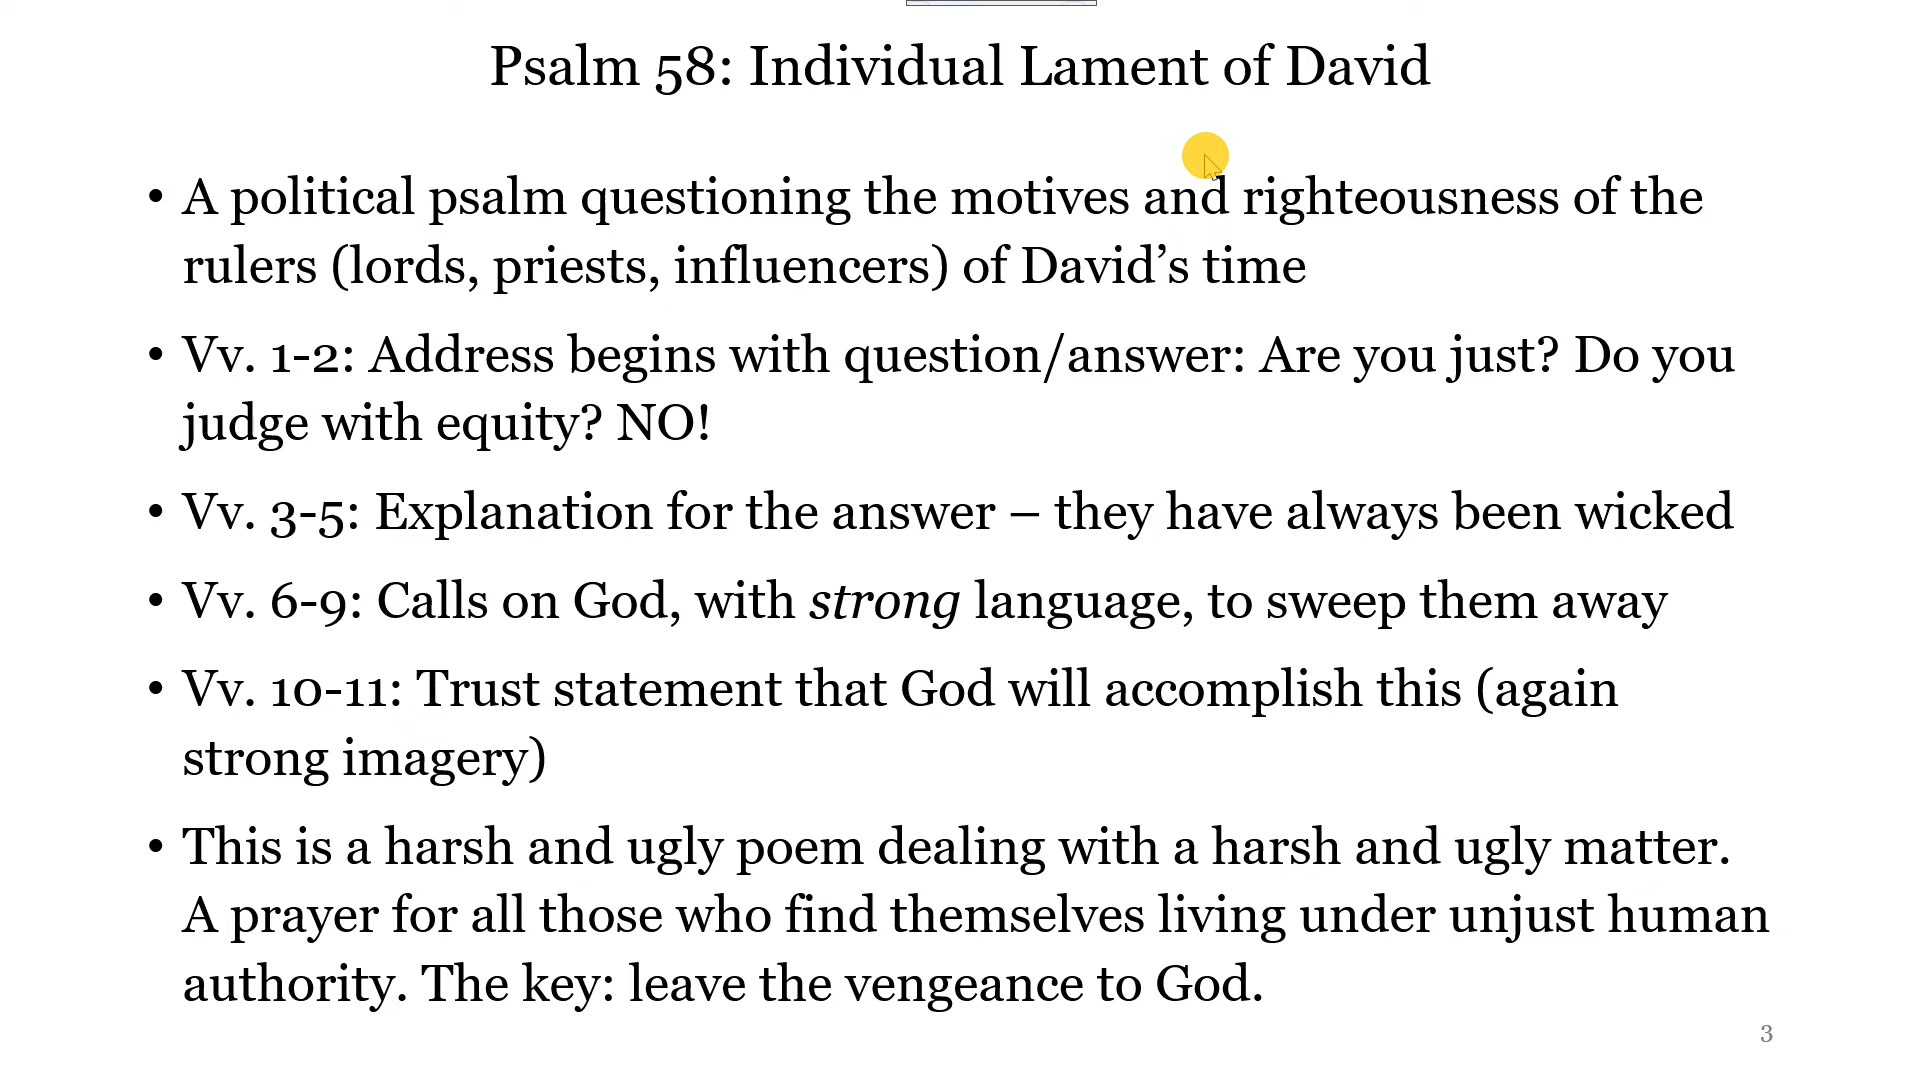 Psalm 58: Individual Lament of David
• A political psalm questioning the motives and righteousness of the
rulers (lords, priests, influencers) of David’s time
• Vv. 1-2: Address begins with question/answer: Are you just? Do you
judge with equity? NO!
• Vv. 3-5: Explanation for the answer – they have always been wicked
• Vv. 6-9: Calls on God, with strong language, to sweep them away
• Vv. 10-11: Trust statement that God will accomplish this (again
strong imagery)
• This is a harsh and ugly poem dealing with a harsh and ugly matter.
A prayer for all those who find themselves living under unjust human
authority. The key: leave the vengeance to God.
3